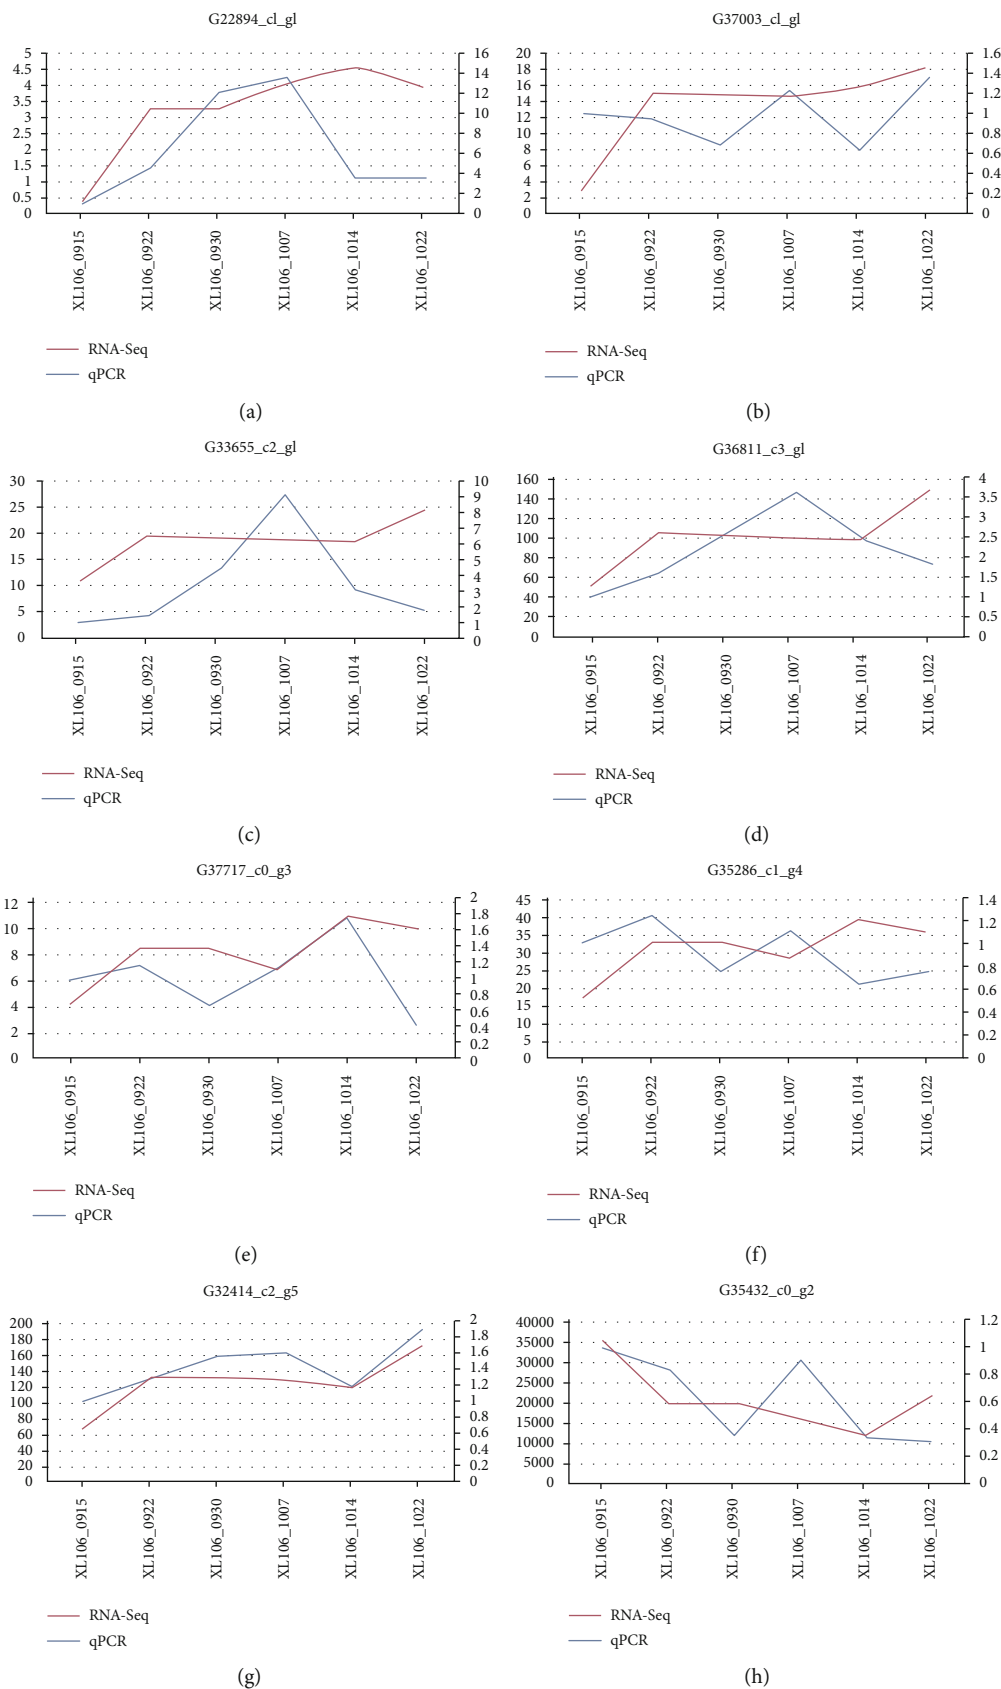 G22894_cl_gl
5
4.5
4
3.5
3
2.5
2
1.5
1
0.5
0
16
14
12
10
8
6
4
2
0
XL106_0915
XL106_0922
XL106_0930
XL106_1007
XL106_1014
XL106_1022
RNA-Seq
qPCR
(a)
G37003_cl_gl
20
18
16
14
12
10
8
6
4
2
0
1.6
1.4
1.2
1
0.8
0.6
0.4
0.2
0
XL106_0915
XL106_0922
XL106_0930
XL106_1007
XL106_1014
XL106_1022
RNA-Seq
qPCR
(b)
G33655_c2_gl
30
25
20
15
10
5
0
10
9
8
7
6
5
4
3
2
1
0
XL106_0915
XL106_0922
XL106_0930
XL106_1007
XL106_1014
XL106_1022
RNA-Seq
qPCR
(c)
G36811_c3_gl
160
140
120
100
80
60
40
20
0
4
3.5
3
2.5
2
1.5
1
0.5
0
XL106_0915
XL106_0922
XL106_0930
XL106_1007
XL106_1014
XL106_1022
RNA-Seq
qPCR
(d)
G37717_c0_g3
12
10
8
6
4
2
0
2
1.8
1.6
1.4
1.2
1
0.8
0.6
0.4
0.2
0
XL106_0915
XL106_0922
XL106_0930
XL106_1007
XL106_1014
XL106_1022
RNA-Seq
qPCR
(e)
G35286_c1_g4
45
40
35
30
25
20
15
10
5
0
1.4
1.2
1
0.8
0.6
0.4
0.2
0
XL106_0915
XL106_0922
XL106_0930
XL106_1007
XL106_1014
XL106_1022
RNA-Seq
qPCR
(f)
G32414_c2_g5
200
180
160
140
120
100
80
60
40
20
0
2
1.8
1.6
1.4
1.2
1
0.8
0.6
0.4
0.2
0
XL106_0915
XL106_0922
XL106_0930
XL106_1007
XL106_1014
XL106_1022
RNA-Seq
qPCR
(g)
G35432_c0_g2
40000
35000
30000
25000
20000
15000
10000
5000
0
1.2
1
0.8
0.6
0.4
0.2
0
XL106_0915
XL106_0922
XL106_0930
XL106_1007
XL106_1014
XL106_1022
RNA-Seq
qPCR
(h)